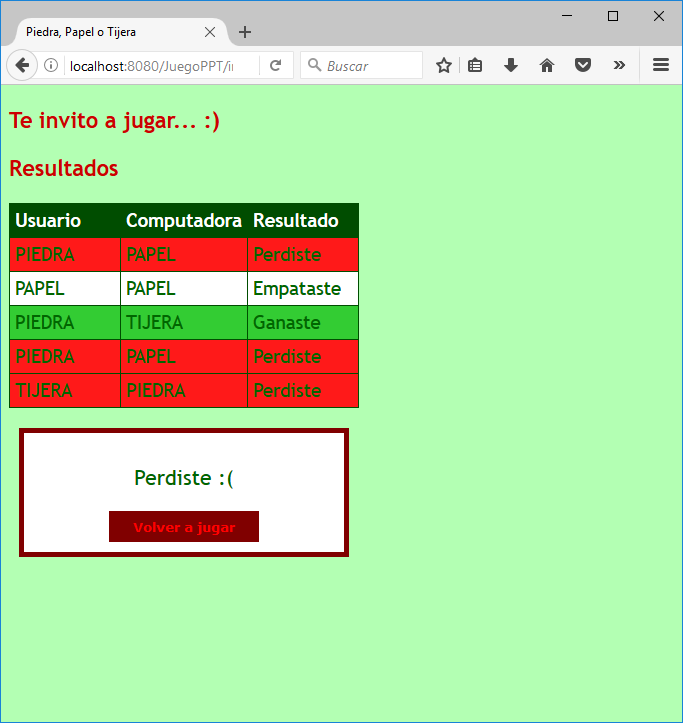 Piedra, Papel o Tijera
localhost:8080/JuegoPPT/in
Buscar
Te invito a jugar... :)
Resultados
Usuario Computadora Resultado
PIEDRA PAPEL Perdiste
PAPEL PAPEL Empataste
PIEDRA TIJERA Ganaste
PIEDRA PAPEL Perdiste
TIJERA PIEDRA Perdiste
Perdiste :(
Volver a jugar